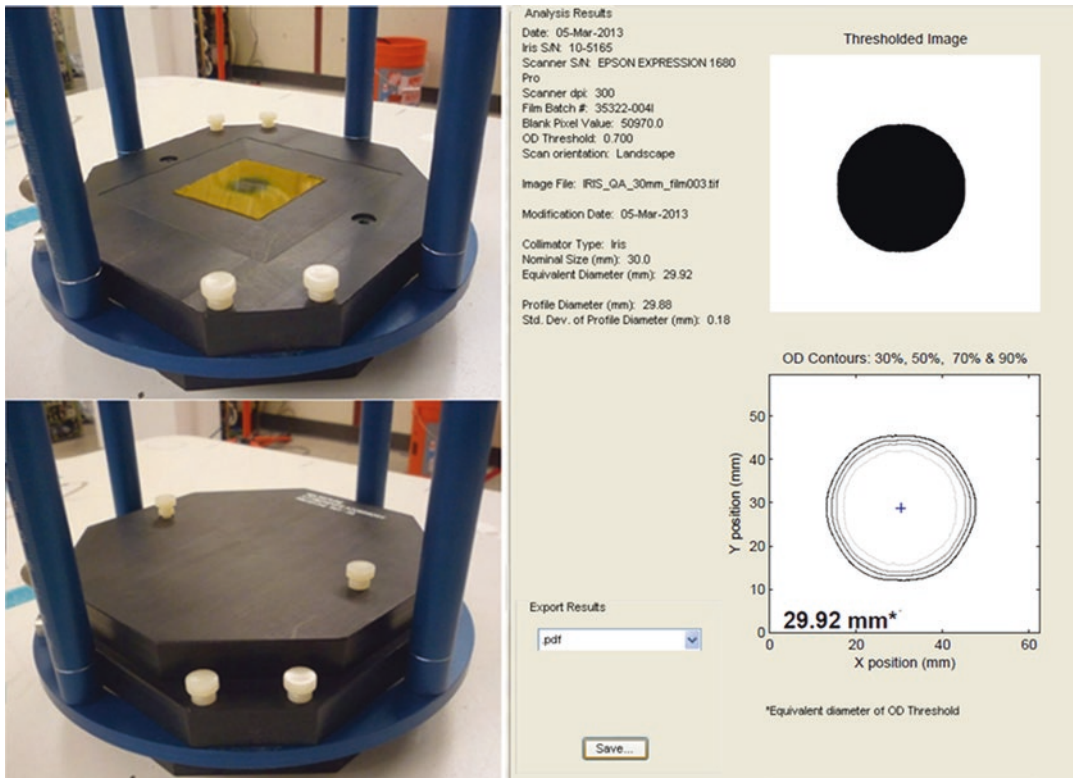 Analysis Results
Date: 05-Mar-2013
Iris S/N: 10-5165
Scanner S/N: EPSON EXPRESSION 1680
Pro
Scanner dpi: 300
Film Batch #: 35322-004I
Blank Pixel Value: 50970.0
OD Threshold: 0.700
Scan orientation: Landscape
Image File: IRIS_QA_30mm_film003.tif
Modification Date: 05-Mar-2013
Collimator Type: Iris
Nominal Size (mm): 30.0
Equivalent Diameter (mm): 29.92
Profile Diameter (mm): 29.88
Std. Dev. of Profile Diameter (mm): 0.18
Export Results
.pdf
Save...
Thresholded Image
OD Contours: 30%, 50%, 70% & 90%
Y position (mm)
50
40
30
20
10
0
29.92 mm*
0
20
40
60
X position (mm)
*Equivalent diameter of OD Threshold